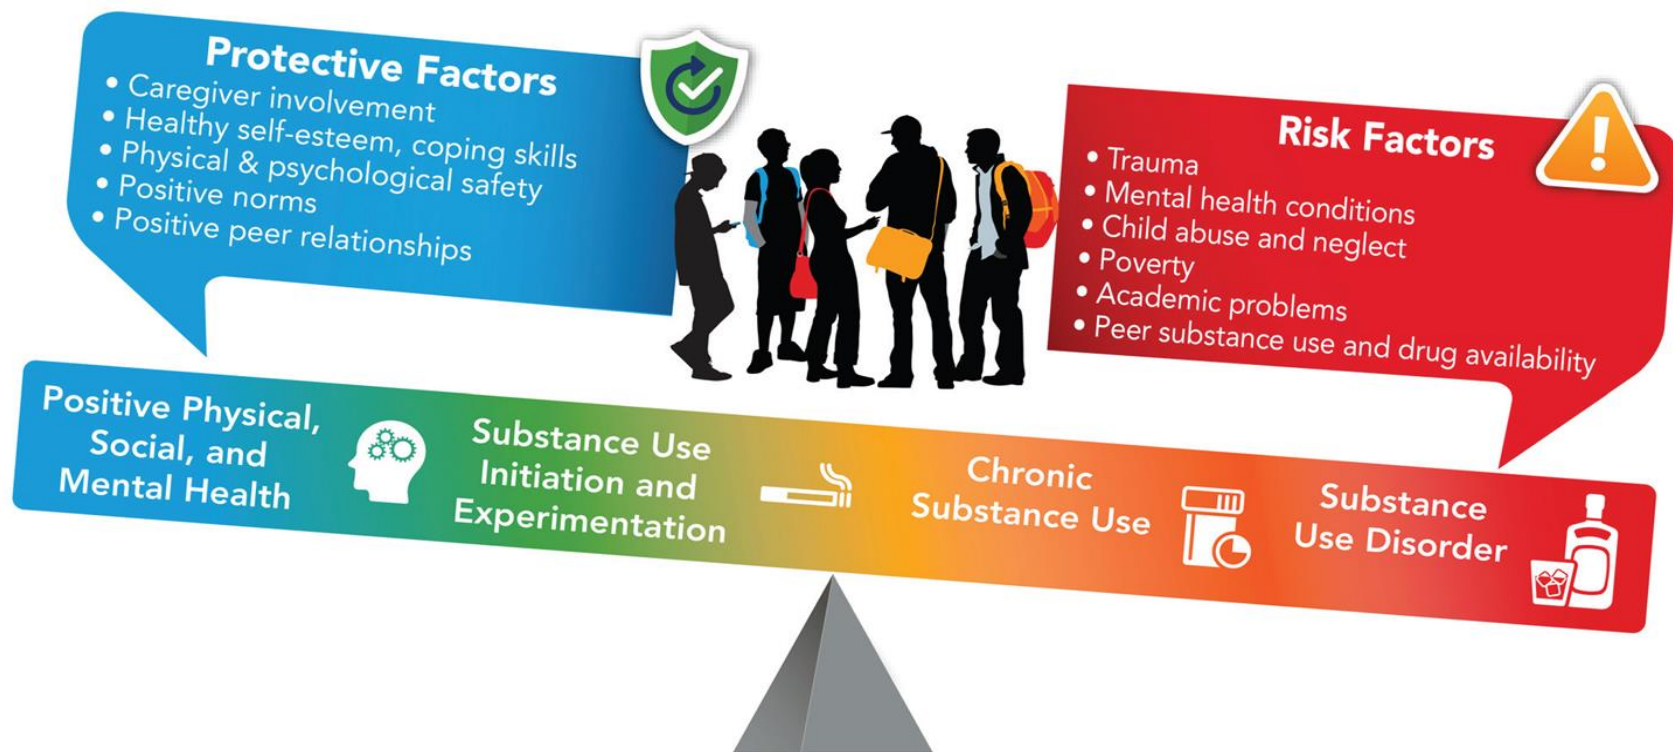 Protective Factors
• Caregiver involvement
• Healthy self-esteem, coping skills
• Physical & psychological safety
• Positive norms
• Positive peer relationships
Risk Factors
• Trauma
• Mental health conditions
• Child abuse and neglect
• Poverty
• Academic problems
• Peer substance use and drug availability
Positive Physical,
Social, and
Mental Health
Substance Use
Initiation and
Experimentation
Chronic
Substance Use
Substance
Use Disorder